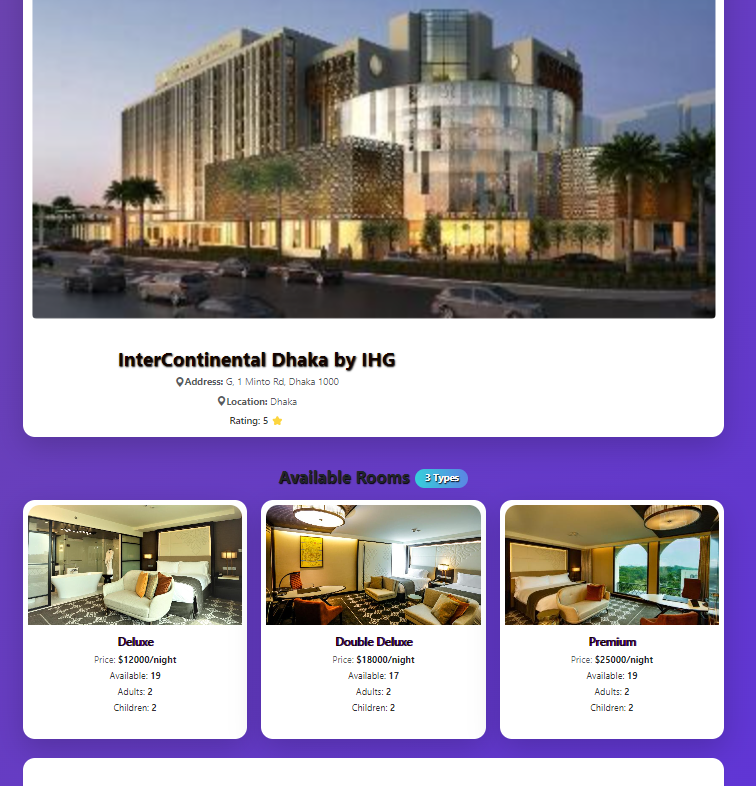 InterContinental Dhaka by IHG
Address: G, 1 Minto Rd, Dhaka 1000
Location: Dhaka
Rating: 5 ⭐
Available Rooms 3 Types
Deluxe
Price: $12000/night
Available: 19
Adults: 2
Children: 2
Double Deluxe
Price: $18000/night
Available: 17
Adults: 2
Children: 2
Premium
Price: $25000/night
Available: 19
Adults: 2
Children: 2